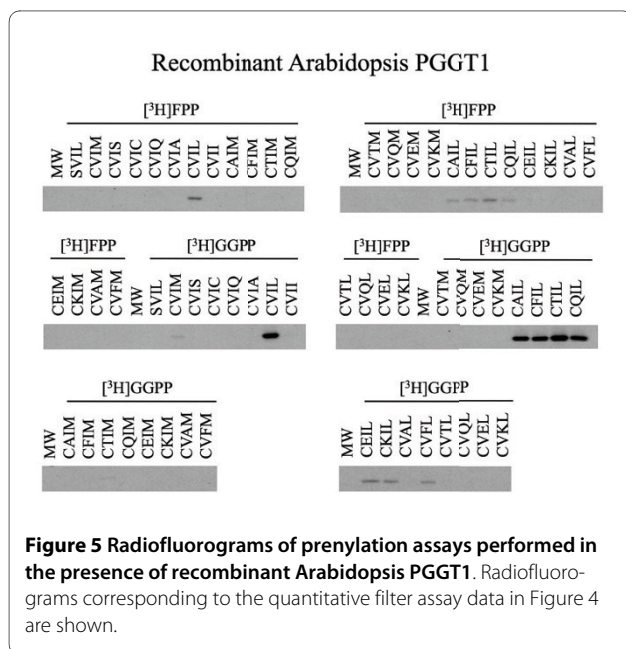 Recombinant Arabidopsis PGGT1
[³H]FPP
MW SVIL CVIM CVIS CVIC CVIQ CVIA CVIL CVII CAIM CFIM CTIM CQIM
[³H]FPP
MW CVTM CVQM CVEM CVKM CAIL CFIL CTIL CQIL CEIL CKIL CVAL CVFL
[³H]FPP [³H]GGPP
CEIM CKIM CVAM CVFM MW SVIL CVIM CVIS CVIC CVIQ CVIA CVIL CVII
[³H]FPP [³H]GGPP
CVTL CVQL CVEL CVKL MW CVTM CVQM CVEM CVKM CAIL CFIL CTIL CQIL
[³H]GGPP
MW CAIM CFIM CTIM CQIM CEIM CKIM CVAM CVFM
[³H]GGPP
MW CEIL CKIL CVAL CVFL CVTL CVQL CVEL CVKL
Figure 5 Radiofluorograms of prenylation assays performed in
the presence of recombinant Arabidopsis PGGT1. Radiofluoro-
grams corresponding to the quantitative filter assay data in Figure 4
are shown.